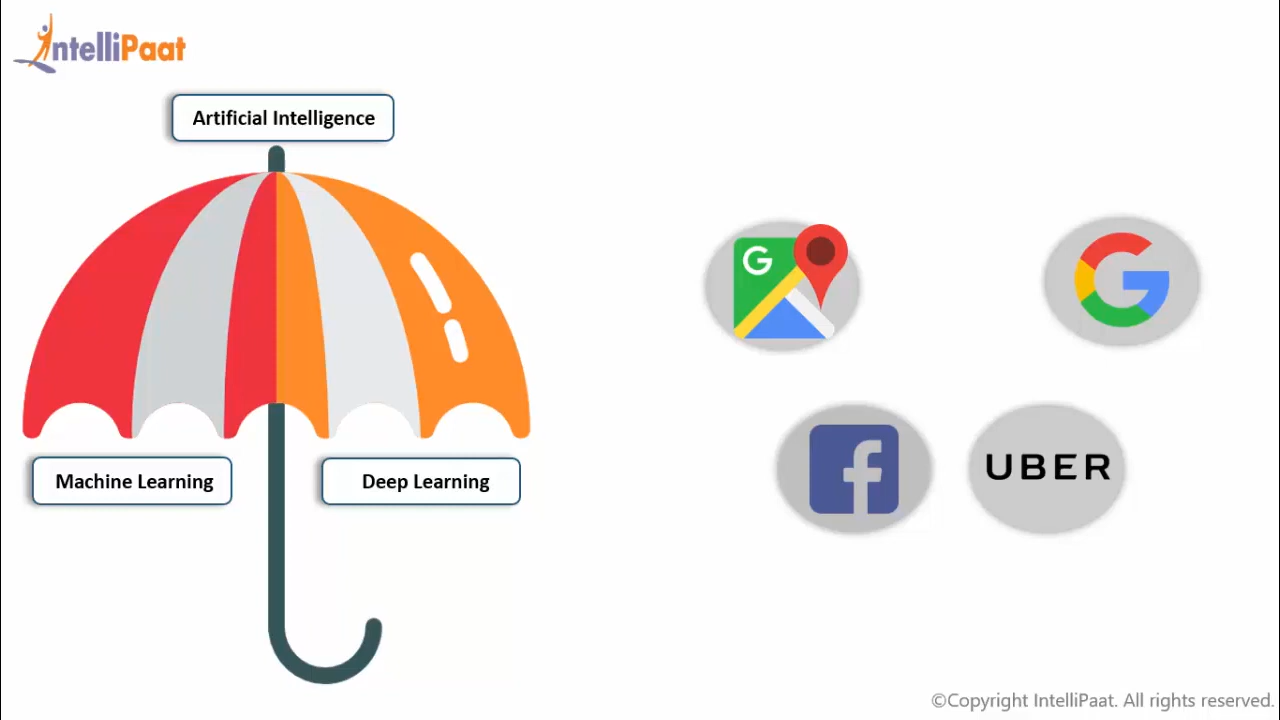 IntelliPaat
Artificial Intelligence
G
G
f
UBER
Machine Learning
Deep Learning
©Copyright IntelliPaat. All rights reserved.